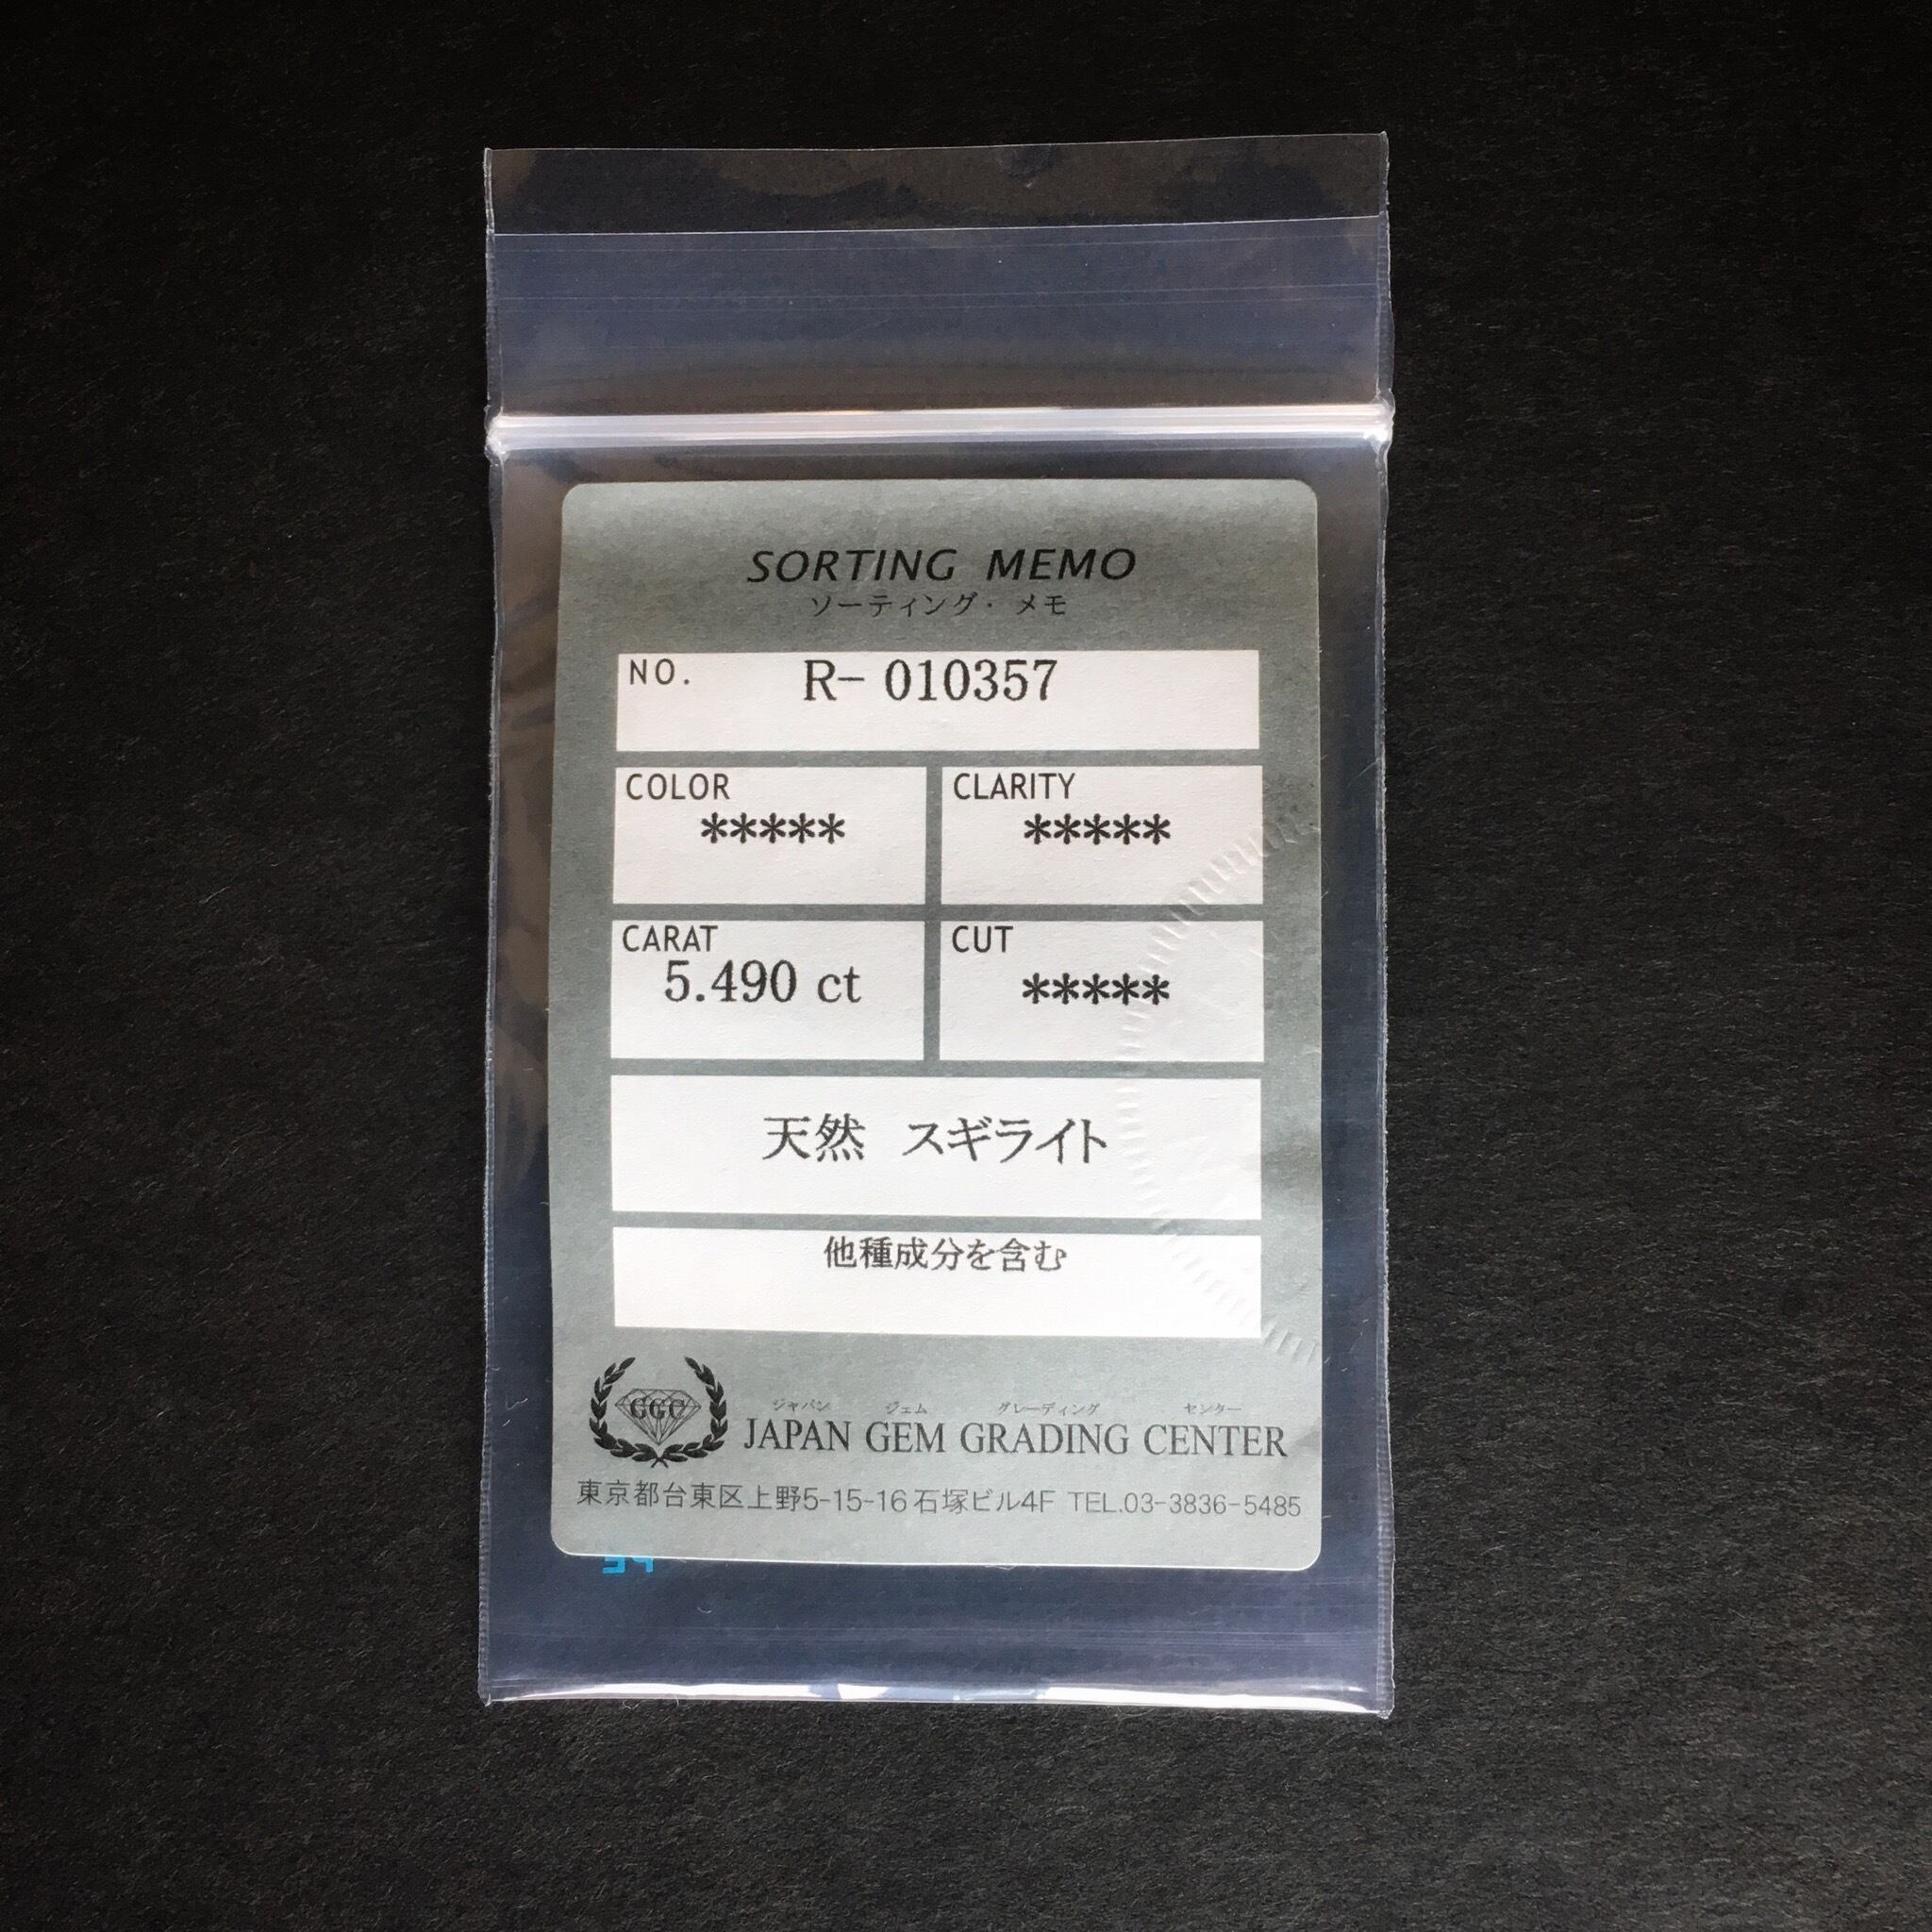 SORTING MEMO
ソーティング・メモ
NO. R- 010357
COLOR
*****
CLARITY
*****
CARAT
5.490 ct
CUT
*****
天然 スギライト
他種成分を含む
GGC
ジャパン ジェム グレーディング センター
JAPAN GEM GRADING CENTER
東京都台東区上野5-15-16石塚ビル4F TEL.03-3836-5485